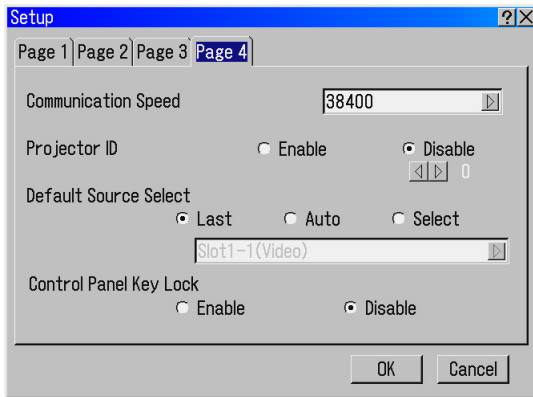 Setup
Page 1 Page 2 Page 3 Page 4
Communication Speed 38400
Projector ID Enable Disable
0
Default Source Select
Last Auto Select
Slot1-1(Video)
Control Panel Key Lock
Enable Disable
OK Cancel